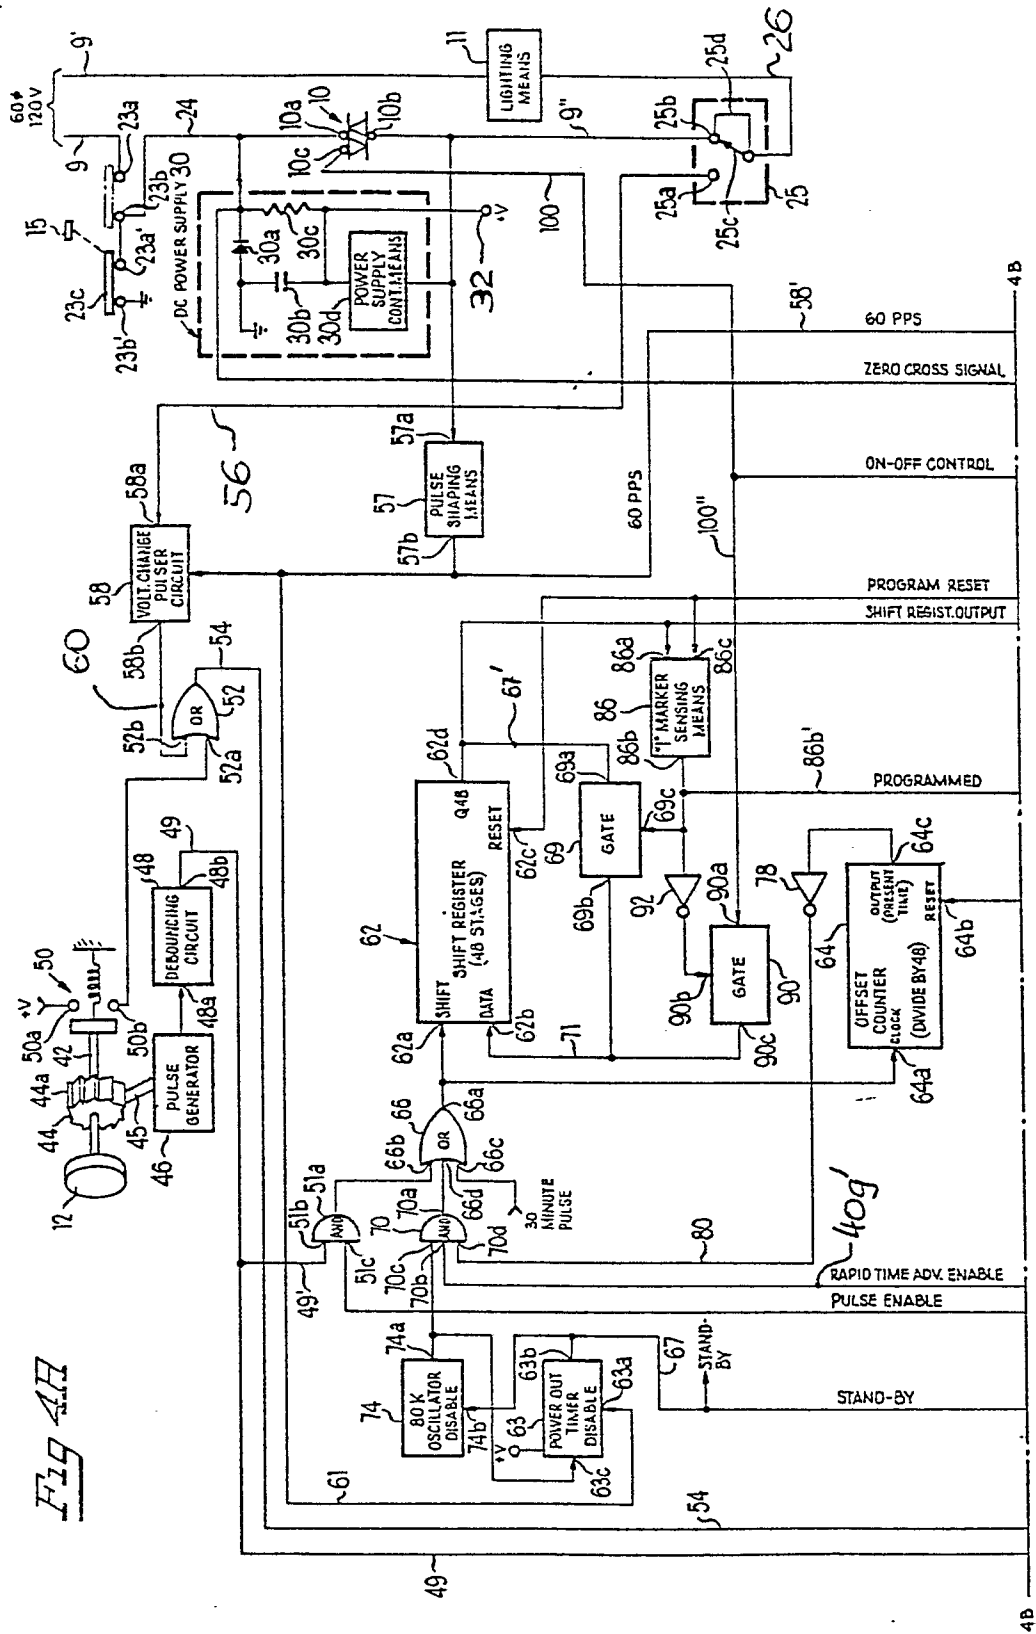 Fig 4A
60~
120V
9
9'
23a
24
15
23b
23a'
23c
23b'
DC POWER SUPPLY 30
30a
30c
30b
30d
POWER
SUPPLY
CONT. MEANS
+V
32
10a
10
10b
10c
100
9"
11
LIGHTING
MEANS
25b
25d
25a
25c
25
26
56
58a
58
VOLT. CHANGE
PULSER
CIRCUIT
58b
60
57a
57
PULSE
SHAPING
MEANS
57b
60 PPS
58'
60 PPS
ZERO CROSS SIGNAL
ON-OFF CONTROL
100"
PROGRAM RESET
SHIFT REGIST. OUTPUT
54
52b
OR
52
52a
49
48
48b
DEBOUNCING
CIRCUIT
48a
50
+V
50a
50b
42
44a
44
45
12
46
PULSE
GENERATOR
62
SHIFT REGISTER
(48 STAGES)
SHIFT
DATA
Q48
RESET
62a
62b
62c
62d
67'
69a
69
GATE
69b
69c
86a
86
"1" MARKER
SENSING
MEANS
86b
86c
86b'
PROGRAMMED
92
90a
90b
GATE
90
90c
71
78
64
64c
OUTPUT
(PRESENT
TIME)
RESET
64b
OFFSET
COUNTER
CLOCK
(DIVIDE BY 48)
64a
66
66a
OR
66b
66d
66c
30
MINUTE
PULSE
51a
51b
AND
51c
49'
70a
70
AND
70c
70b
70d
80
40g'
RAPID TIME ADV. ENABLE
PULSE ENABLE
74
74a
80 K
OSCILLATOR
DISABLE
74b
63b
63
+V
POWER OUT
TIMER
DISABLE
63a
63c
67
STAND-
BY
STAND-BY
61
54
49
4B
4B